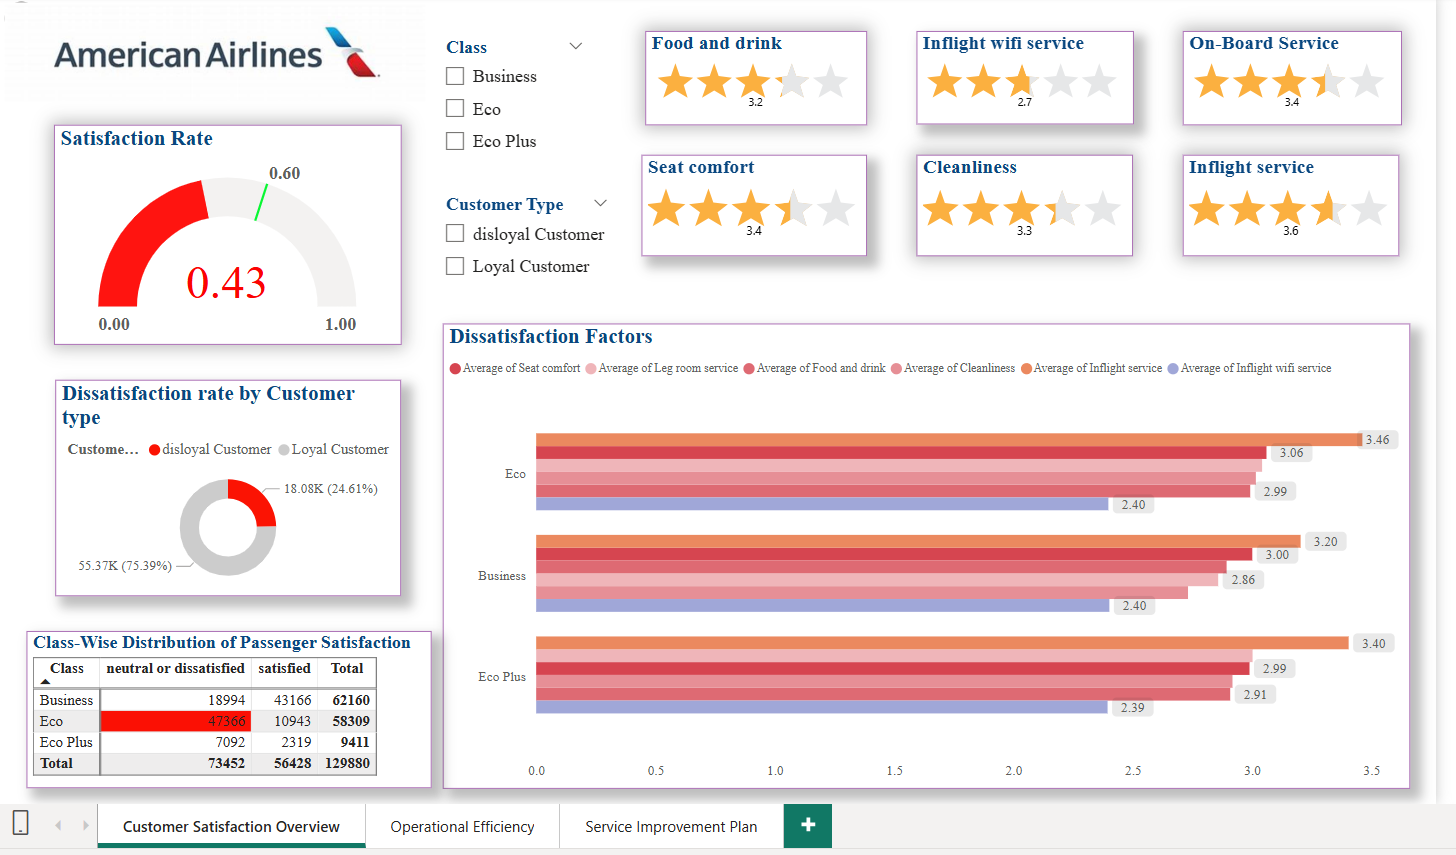 American Airlines
Class
Business
Eco
Eco Plus
Customer Type
disloyal Customer
Loyal Customer
Food and drink
3.2
Inflight wifi service
2.7
On-Board Service
3.4
Seat comfort
3.4
Cleanliness
3.3
Inflight service
3.6
Satisfaction Rate
0.60
0.43
0.00 1.00
Dissatisfaction rate by Customer
type
Custome... disloyal Customer Loyal Customer
18.08K (24.61%)
55.37K (75.39%)
Class-Wise Distribution of Passenger Satisfaction
Class neutral or dissatisfied satisfied Total
Business 18994 43166 62160
Eco 47366 10943 58309
Eco Plus 7092 2319 9411
Total 73452 56428 129880
Dissatisfaction Factors
Average of Seat comfort Average of Leg room service Average of Food and drink Average of Cleanliness Average of Inflight service Average of Inflight wifi service
3.46
3.06
Eco
2.99
2.40
3.20
3.00
Business
2.86
2.40
3.40
2.99
Eco Plus
2.91
2.39
0.0 0.5 1.0 1.5 2.0 2.5 3.0 3.5
Customer Satisfaction Overview Operational Efficiency Service Improvement Plan +